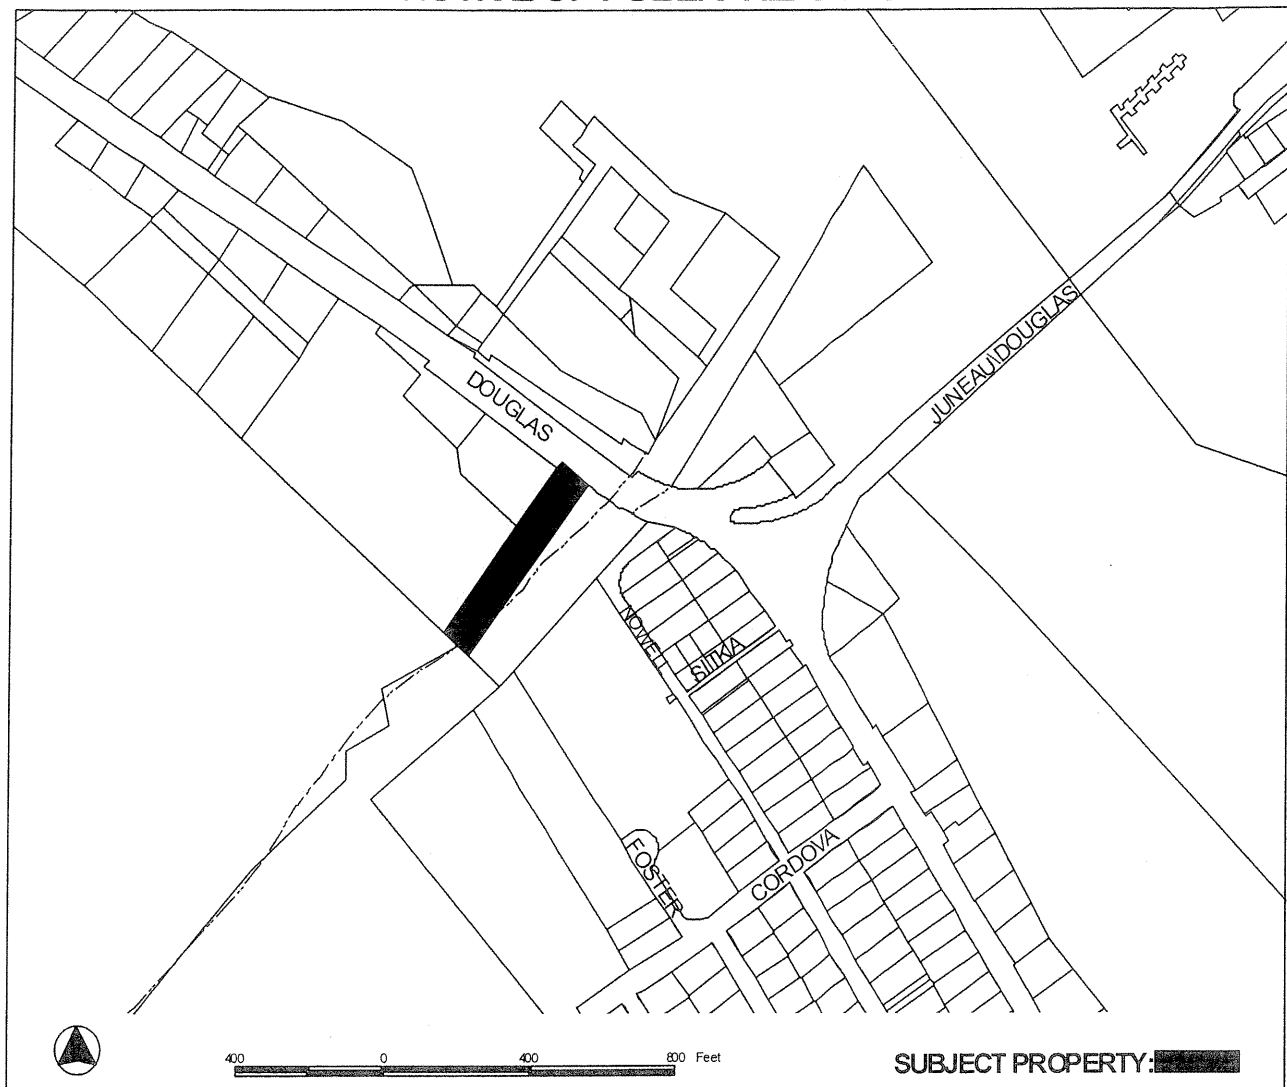 DOUGLAS
JUNEAU\DOUGLAS
NOWELL
SITKA
CORDOVA
FOSTER
400 0 400 800 Feet
SUBJECT PROPERTY: